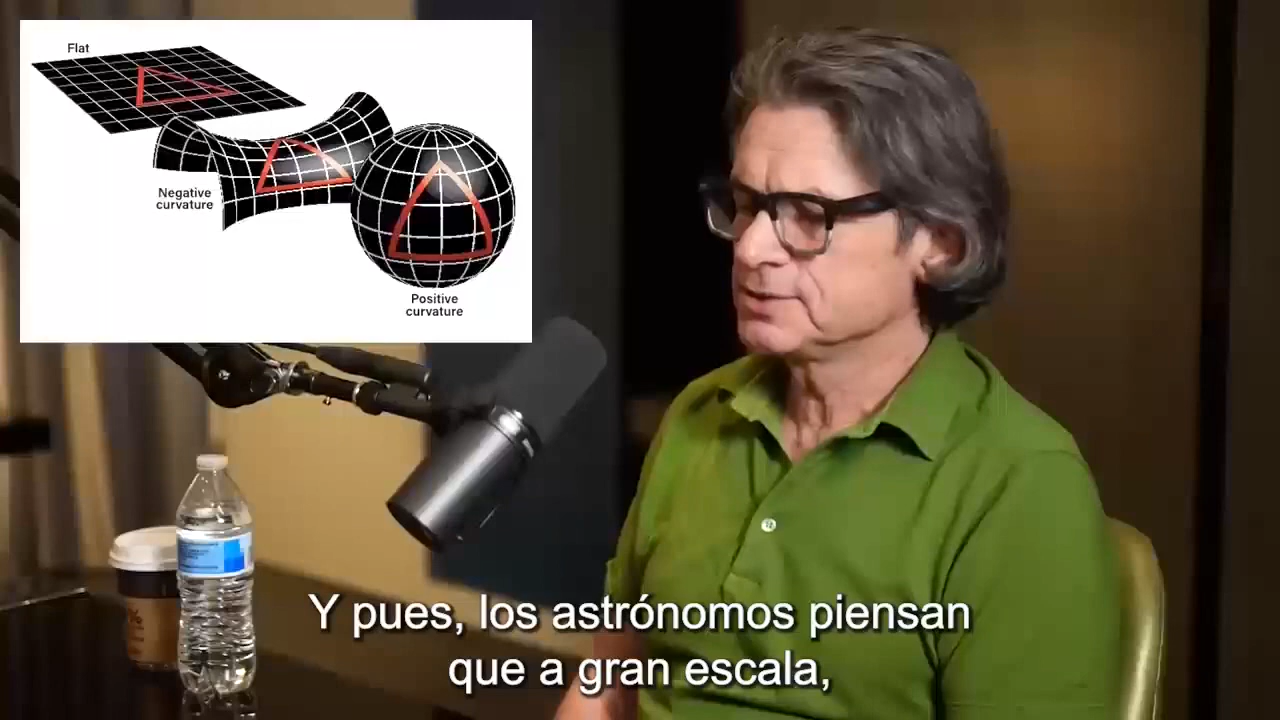 Flat
Negative
curvature
Positive
curvature
Y pues, los astrónomos piensan
que a gran escala,